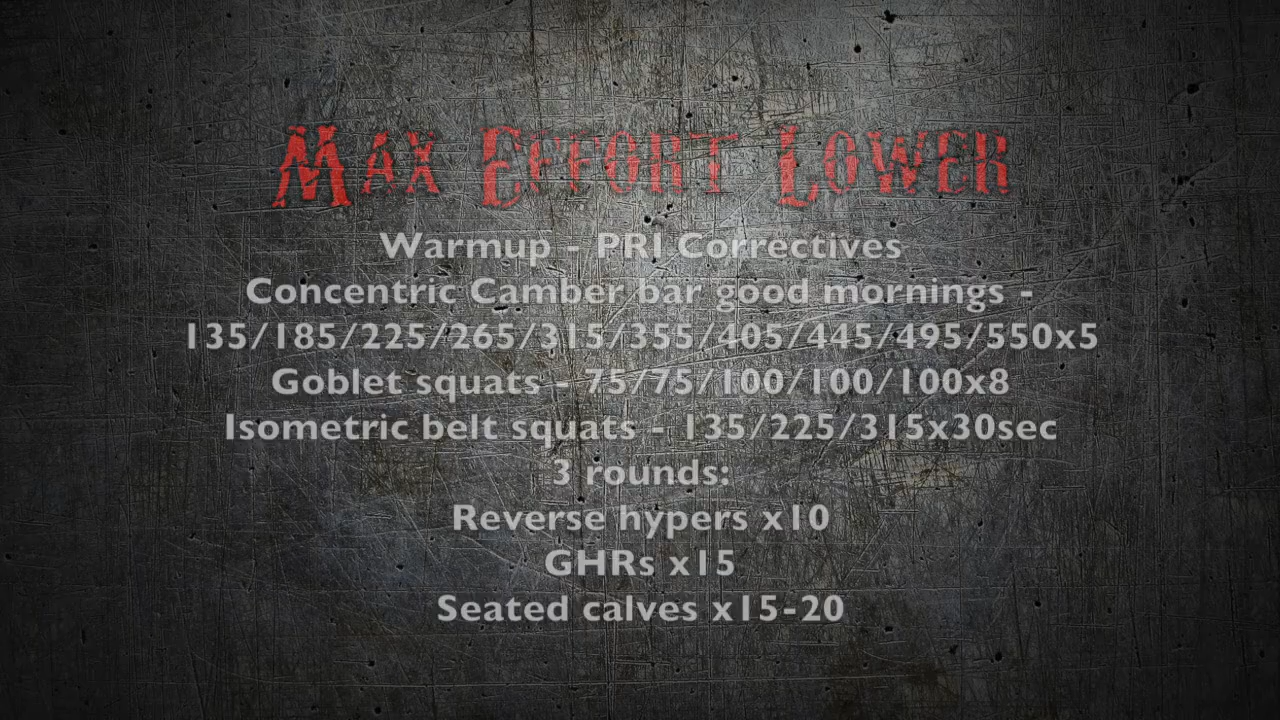 Max Effort Lower
Warmup - PRI Correctives
Concentric Camber bar good mornings -
135/185/225/265/315/355/405/445/495/550x5
Goblet squats - 75/75/100/100/100x8
Isometric belt squats - 135/225/315x30sec
3 rounds:
Reverse hypers x10
GHRs x15
Seated calves x15-20